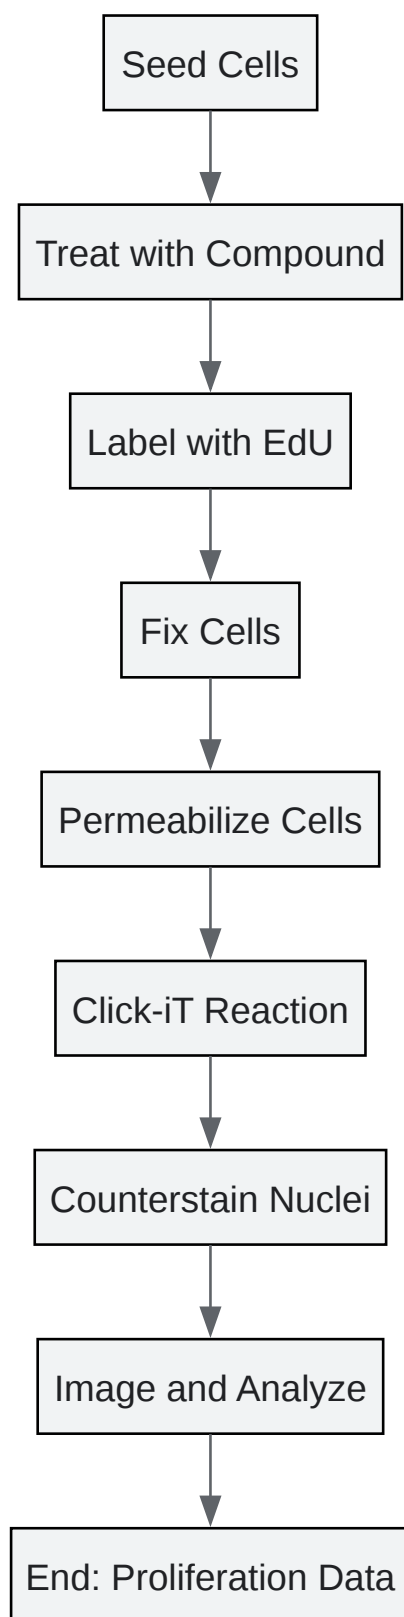 Seed Cells
Treat with Compound
Label with EdU
Fix Cells
Permeabilize Cells
Click-iT Reaction
Counterstain Nuclei
Image and Analyze
End: Proliferation Data